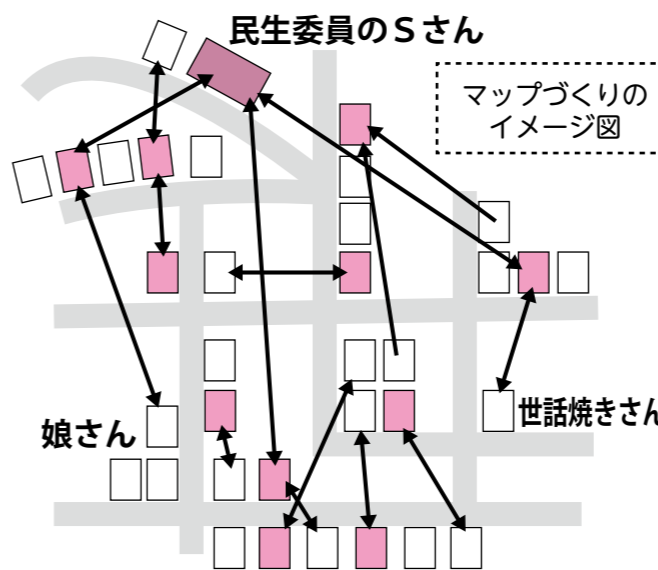 民生委員のSさん
マップづくりの
イメージ図
娘さん
世話焼きさん